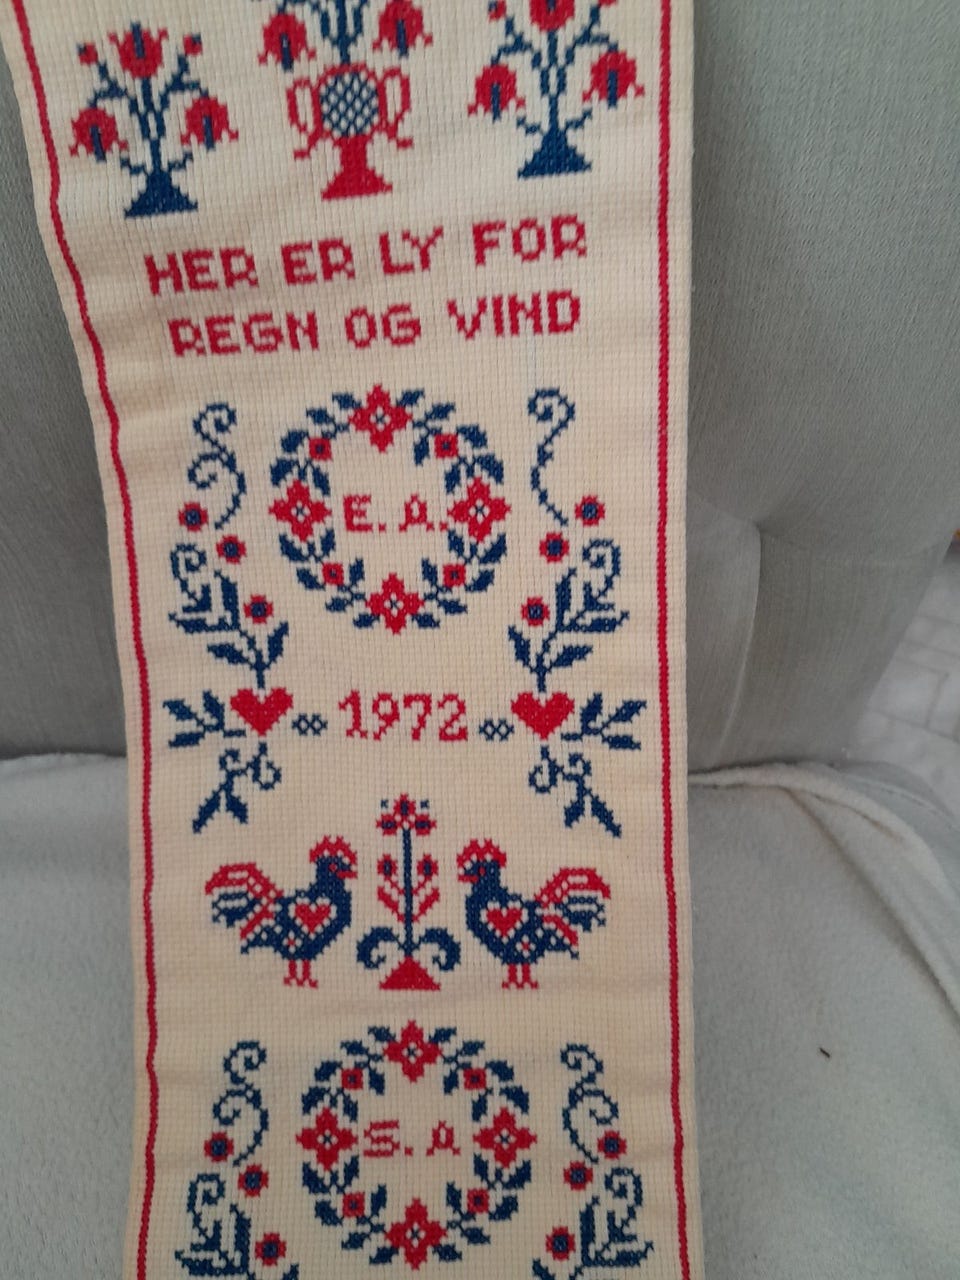 HER ER LY FOR
REGN OG VIND
E. A.
1972
S. A